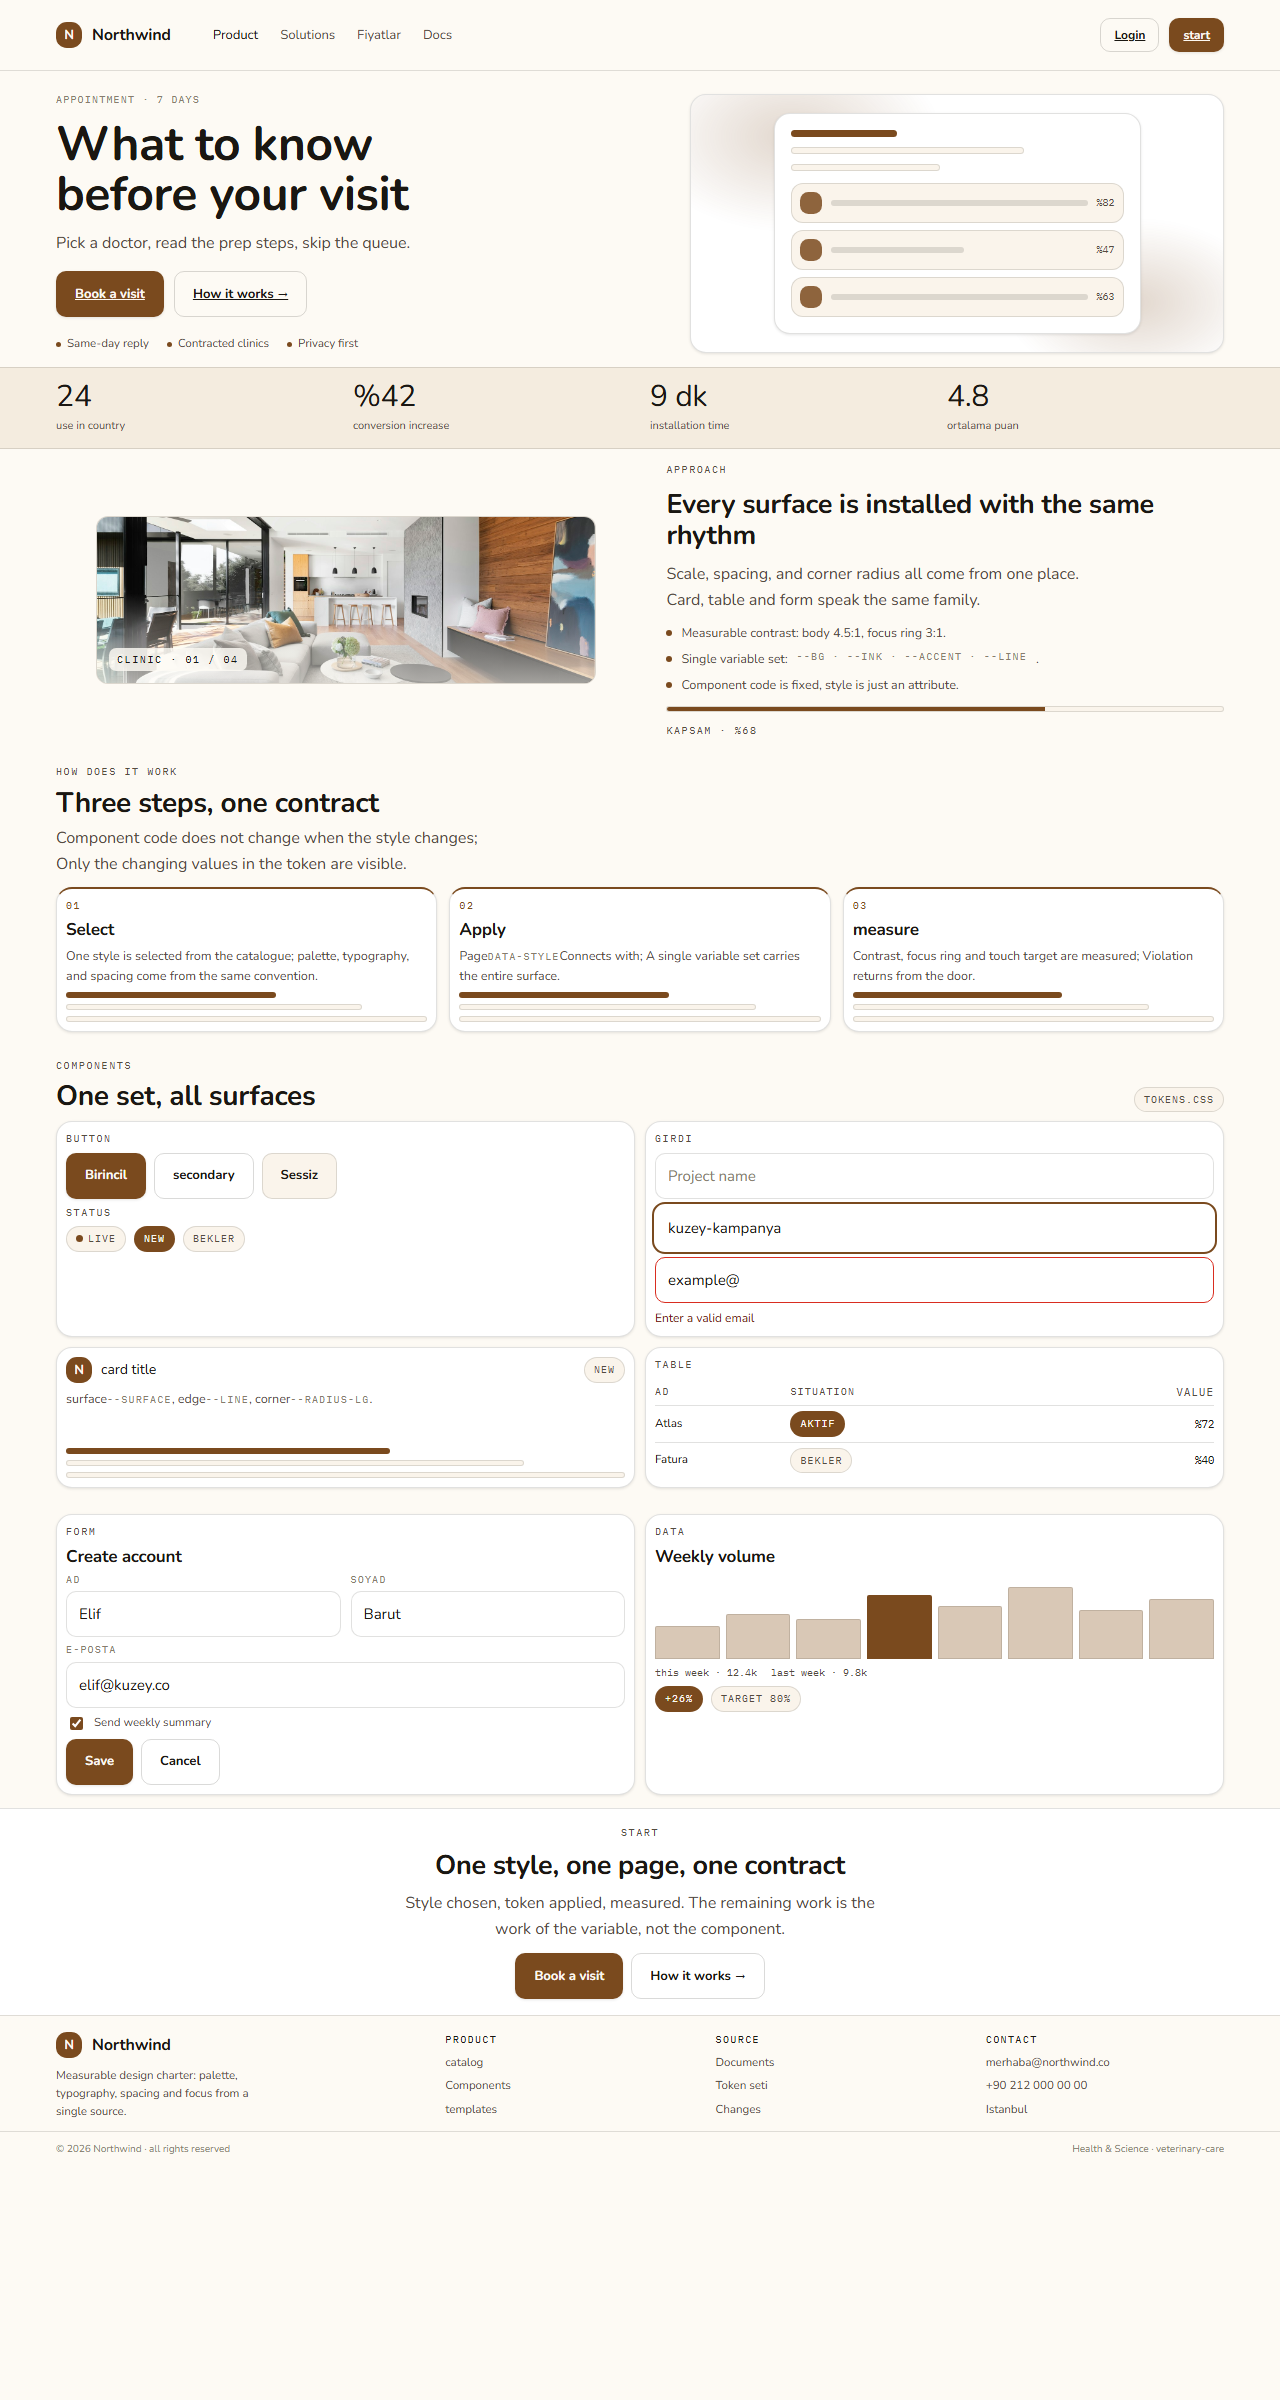 N Northwind Product Solutions Fiyatlar Docs Login start
APPOINTMENT · 7 DAYS
What to know
before your visit
Pick a doctor, read the prep steps, skip the queue.
Book a visit How it works →
Same-day reply Contracted clinics Privacy first
%82
%47
%63
24 %42 9 dk 4.8
use in country conversion increase installation time ortalama puan
CLINIC · 01 / 04
APPROACH
Every surface is installed with the same
rhythm
Scale, spacing, and corner radius all come from one place.
Card, table and form speak the same family.
Measurable contrast: body 4.5:1, focus ring 3:1.
Single variable set: --BG · --INK · --ACCENT · --LINE .
Component code is fixed, style is just an attribute.
KAPSAM · %68
HOW DOES IT WORK
Three steps, one contract
Component code does not change when the style changes;
Only the changing values in the token are visible.
01
Select
One style is selected from the catalogue; palette, typography,
and spacing come from the same convention.
02
Apply
PageDATA-STYLEConnects with; A single variable set carries
the entire surface.
03
measure
Contrast, focus ring and touch target are measured; Violation
returns from the door.
COMPONENTS
One set, all surfaces
TOKENS.CSS
BUTTON
Birincil secondary Sessiz
STATUS
LIVE NEW BEKLER
GIRDI
Project name
kuzey-kampanya
example@
Enter a valid email
N card title NEW
surface--SURFACE, edge--LINE, corner--RADIUS-LG.
TABLE
AD SITUATION VALUE
Atlas AKTIF %72
Fatura BEKLER %40
FORM
Create account
AD SOYAD
Elif Barut
E-POSTA
elif@kuzey.co
Send weekly summary
Save Cancel
DATA
Weekly volume
this week · 12.4k last week · 9.8k
+26% TARGET 80%
START
One style, one page, one contract
Style chosen, token applied, measured. The remaining work is the
work of the variable, not the component.
Book a visit How it works →
N Northwind
Measurable design charter: palette,
typography, spacing and focus from a
single source.
PRODUCT
catalog
Components
templates
SOURCE
Documents
Token seti
Changes
CONTACT
merhaba@northwind.co
+90 212 000 00 00
Istanbul
© 2026 Northwind · all rights reserved Health & Science · veterinary-care